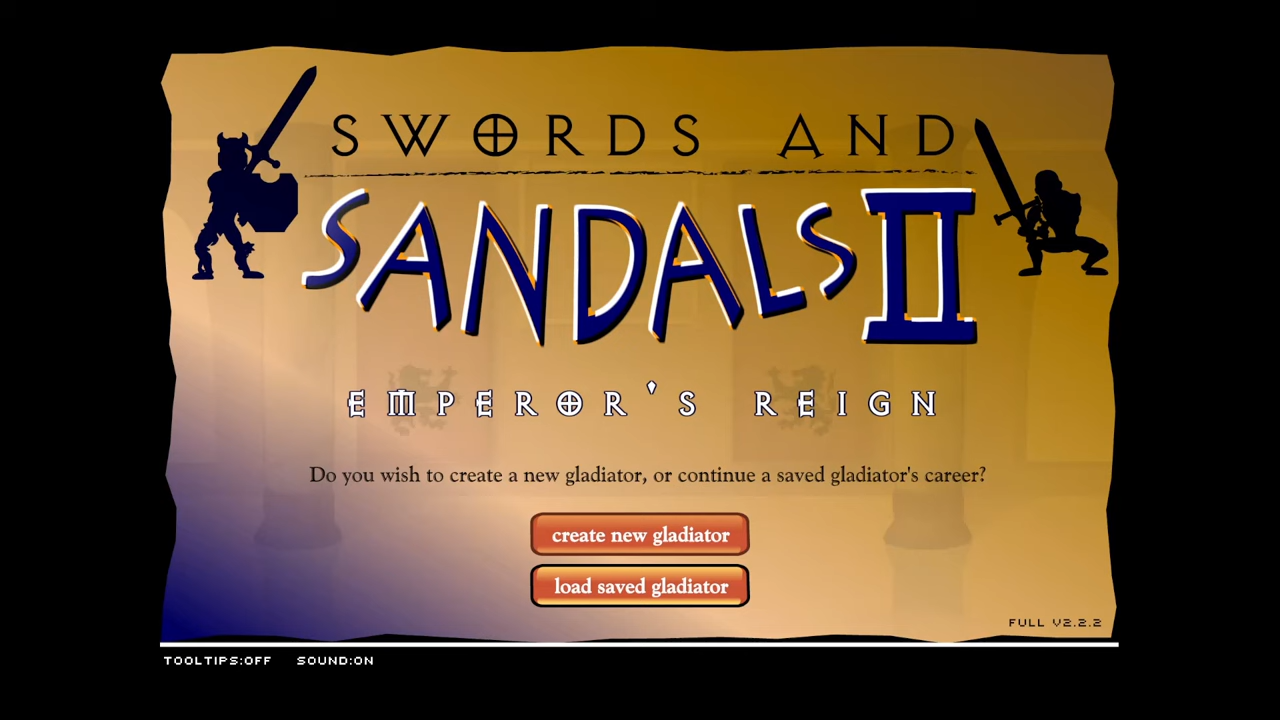 SWORDS AND
SANDALS II
EMPEROR'S REIGN
Do you wish to create a new gladiator, or continue a saved gladiator's career?
create new gladiator
load saved gladiator
FULL V2.2.2
TOOLTIPS:OFF SOUND:ON